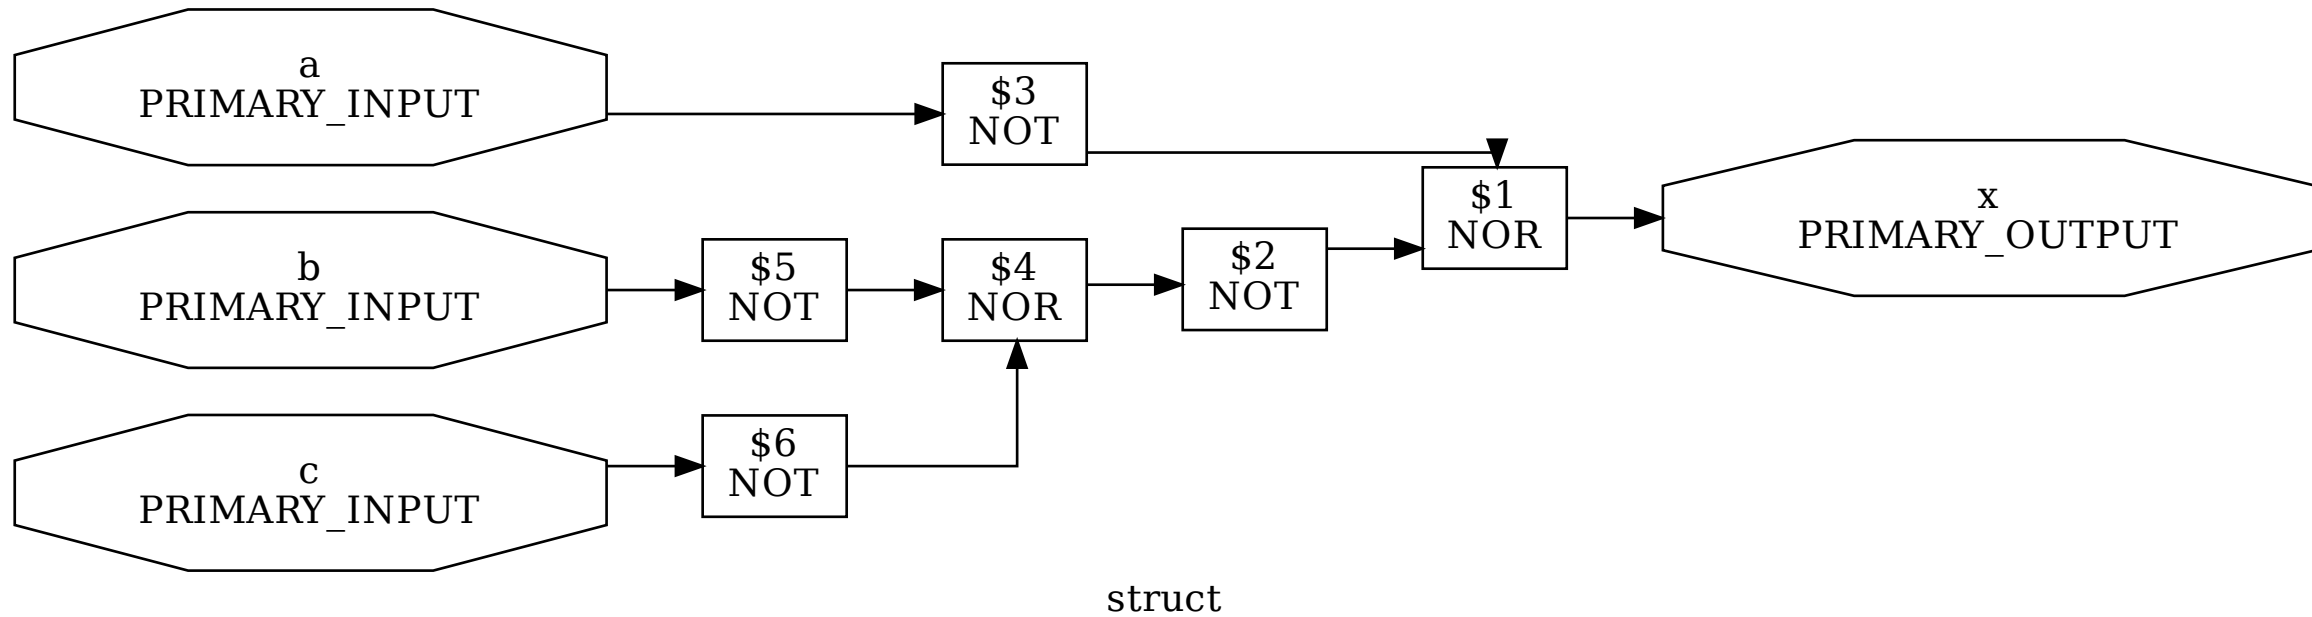 a
PRIMARY_INPUT
$3
NOT
$1
NOR
x
PRIMARY_OUTPUT
b
PRIMARY_INPUT
$5
NOT
$4
NOR
$2
NOT
c
PRIMARY_INPUT
$6
NOT
struct